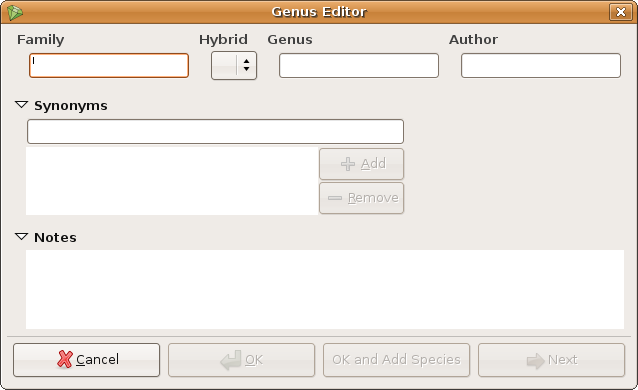 Genus Editor
Family Hybrid Genus Author
Synonyms
Add
Remove
Notes
Cancel OK OK and Add Species Next